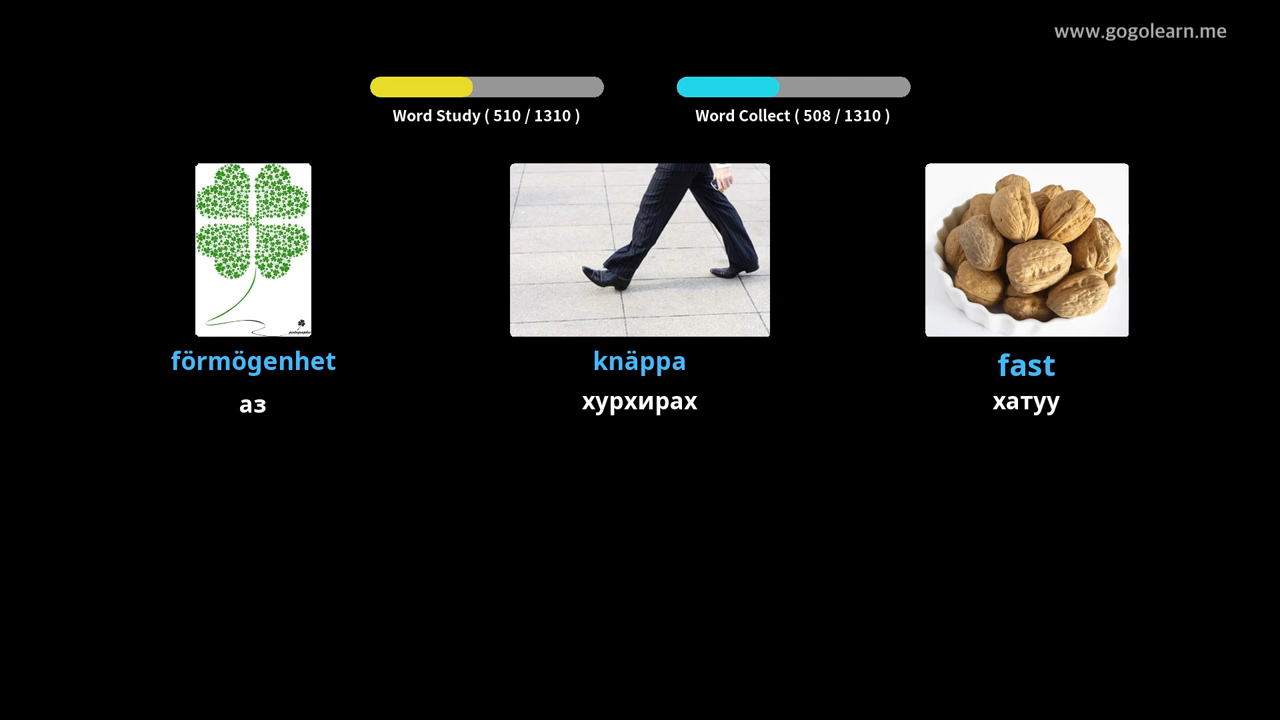 www.gogolearn.me
Word Study ( 510 / 1310 )
Word Collect ( 508 / 1310 )
förmögenhet
knäppa
fast
аз
хурхирах
хатуу